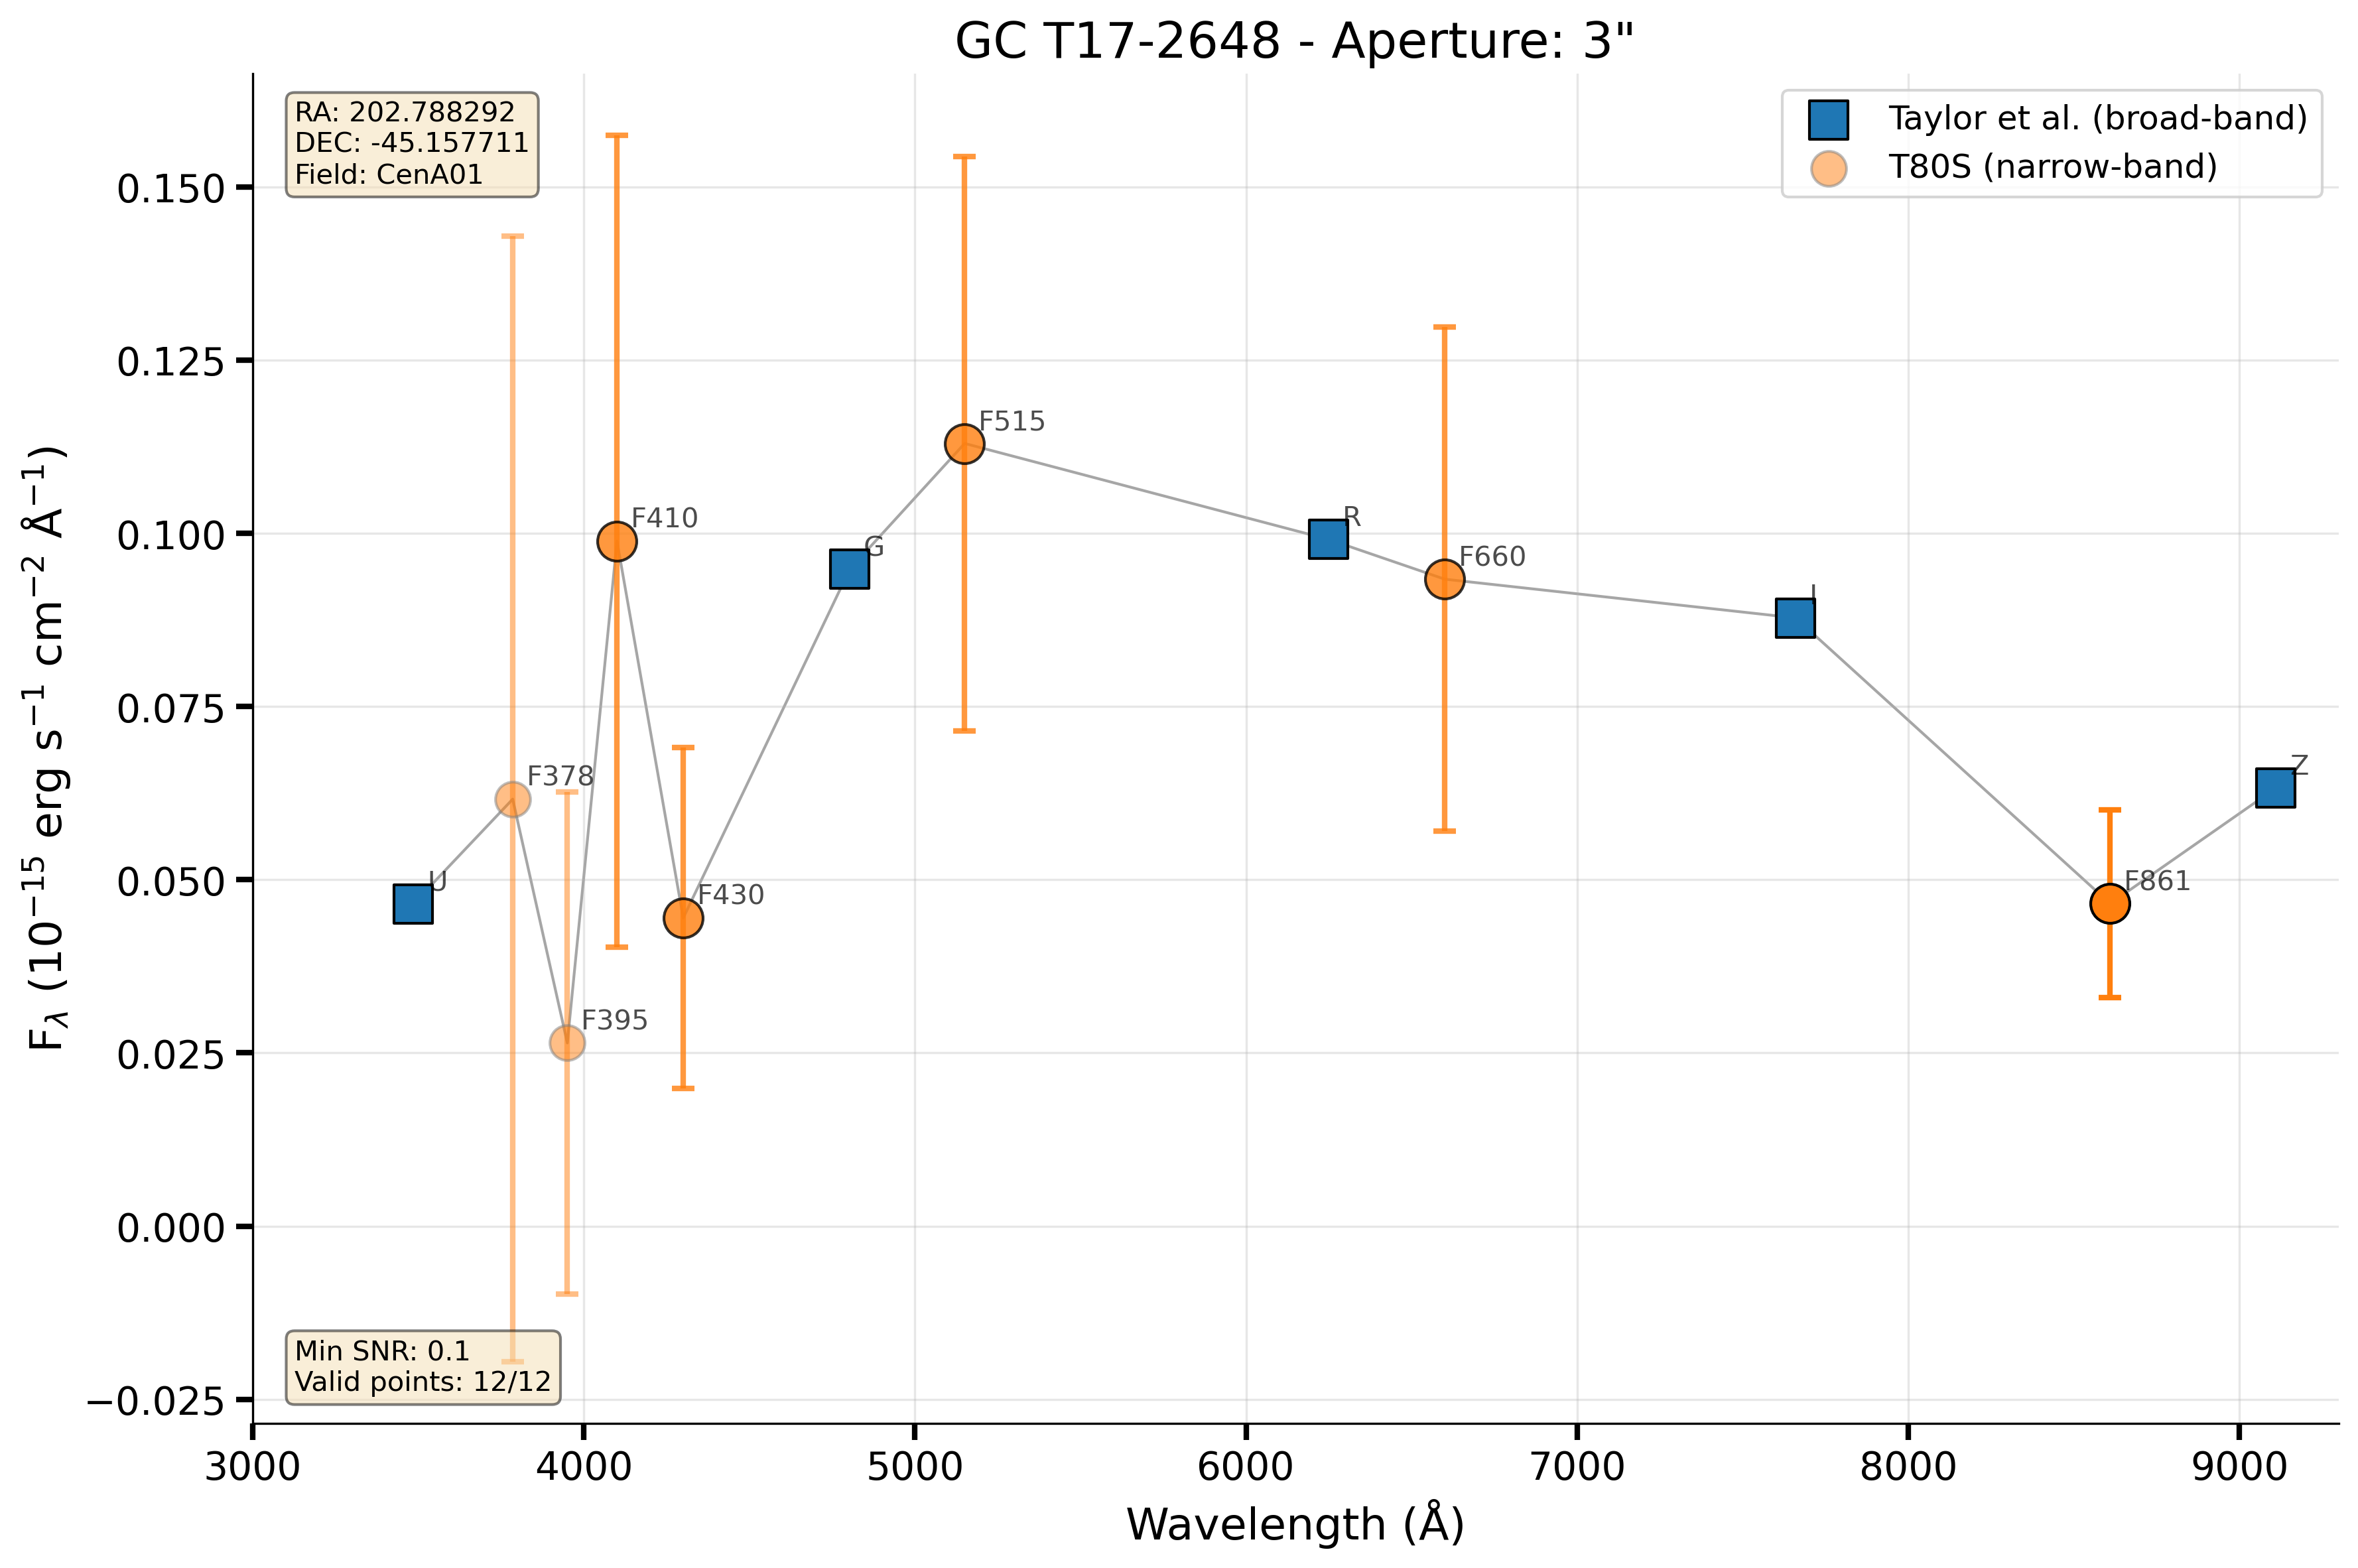 GC T17-2648 - Aperture: 3"
RA: 202.788292
DEC: -45.157711
Field: CenA01
Taylor et al. (broad-band)
T80S (narrow-band)
0.150
0.125
0.100
0.075
0.050
0.025
0.000
−0.025
F_λ (10⁻¹⁵ erg s⁻¹ cm⁻² Å⁻¹)
U
F378
F395
F410
F430
G
F515
R
F660
I
F861
Z
Min SNR: 0.1
Valid points: 12/12
3000 4000 5000 6000 7000 8000 9000
Wavelength (Å)